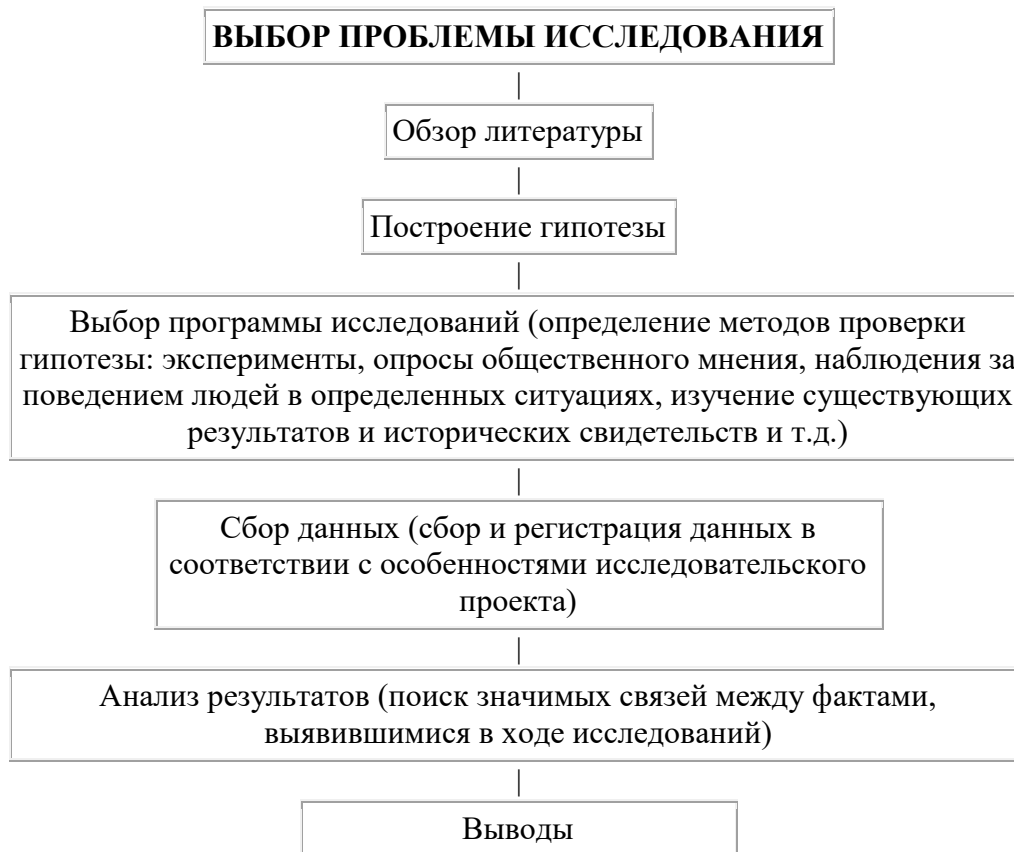 ВЫБОР ПРОБЛЕМЫ ИССЛЕДОВАНИЯ
Обзор литературы
Построение гипотезы
Выбор программы исследований (определение методов проверки
гипотезы: эксперименты, опросы общественного мнения, наблюдения за
поведением людей в определенных ситуациях, изучение существующих
результатов и исторических свидетельств и т.д.)
Сбор данных (сбор и регистрация данных в
соответствии с особенностями исследовательского
проекта)
Анализ результатов (поиск значимых связей между фактами,
выявившимися в ходе исследований)
Выводы